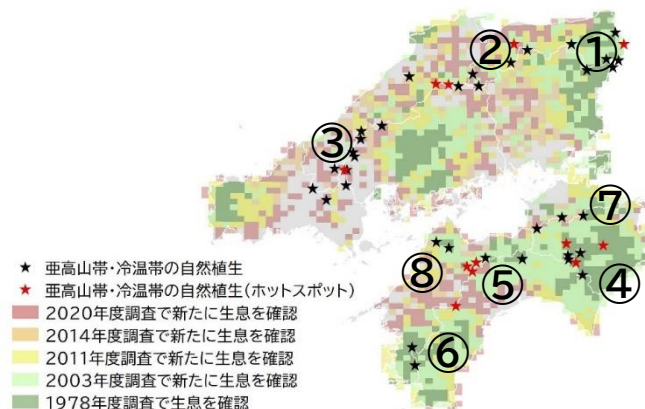 ②
①
③
⑦
④
⑧
⑤
⑥
★ 亜高山帯・冷温帯の自然植生
★ 亜高山帯・冷温帯の自然植生(ホットスポット)
2020年度調査で新たに生息を確認
2014年度調査で新たに生息を確認
2011年度調査で新たに生息を確認
2003年度調査で新たに生息を確認
1978年度調査で生息を確認